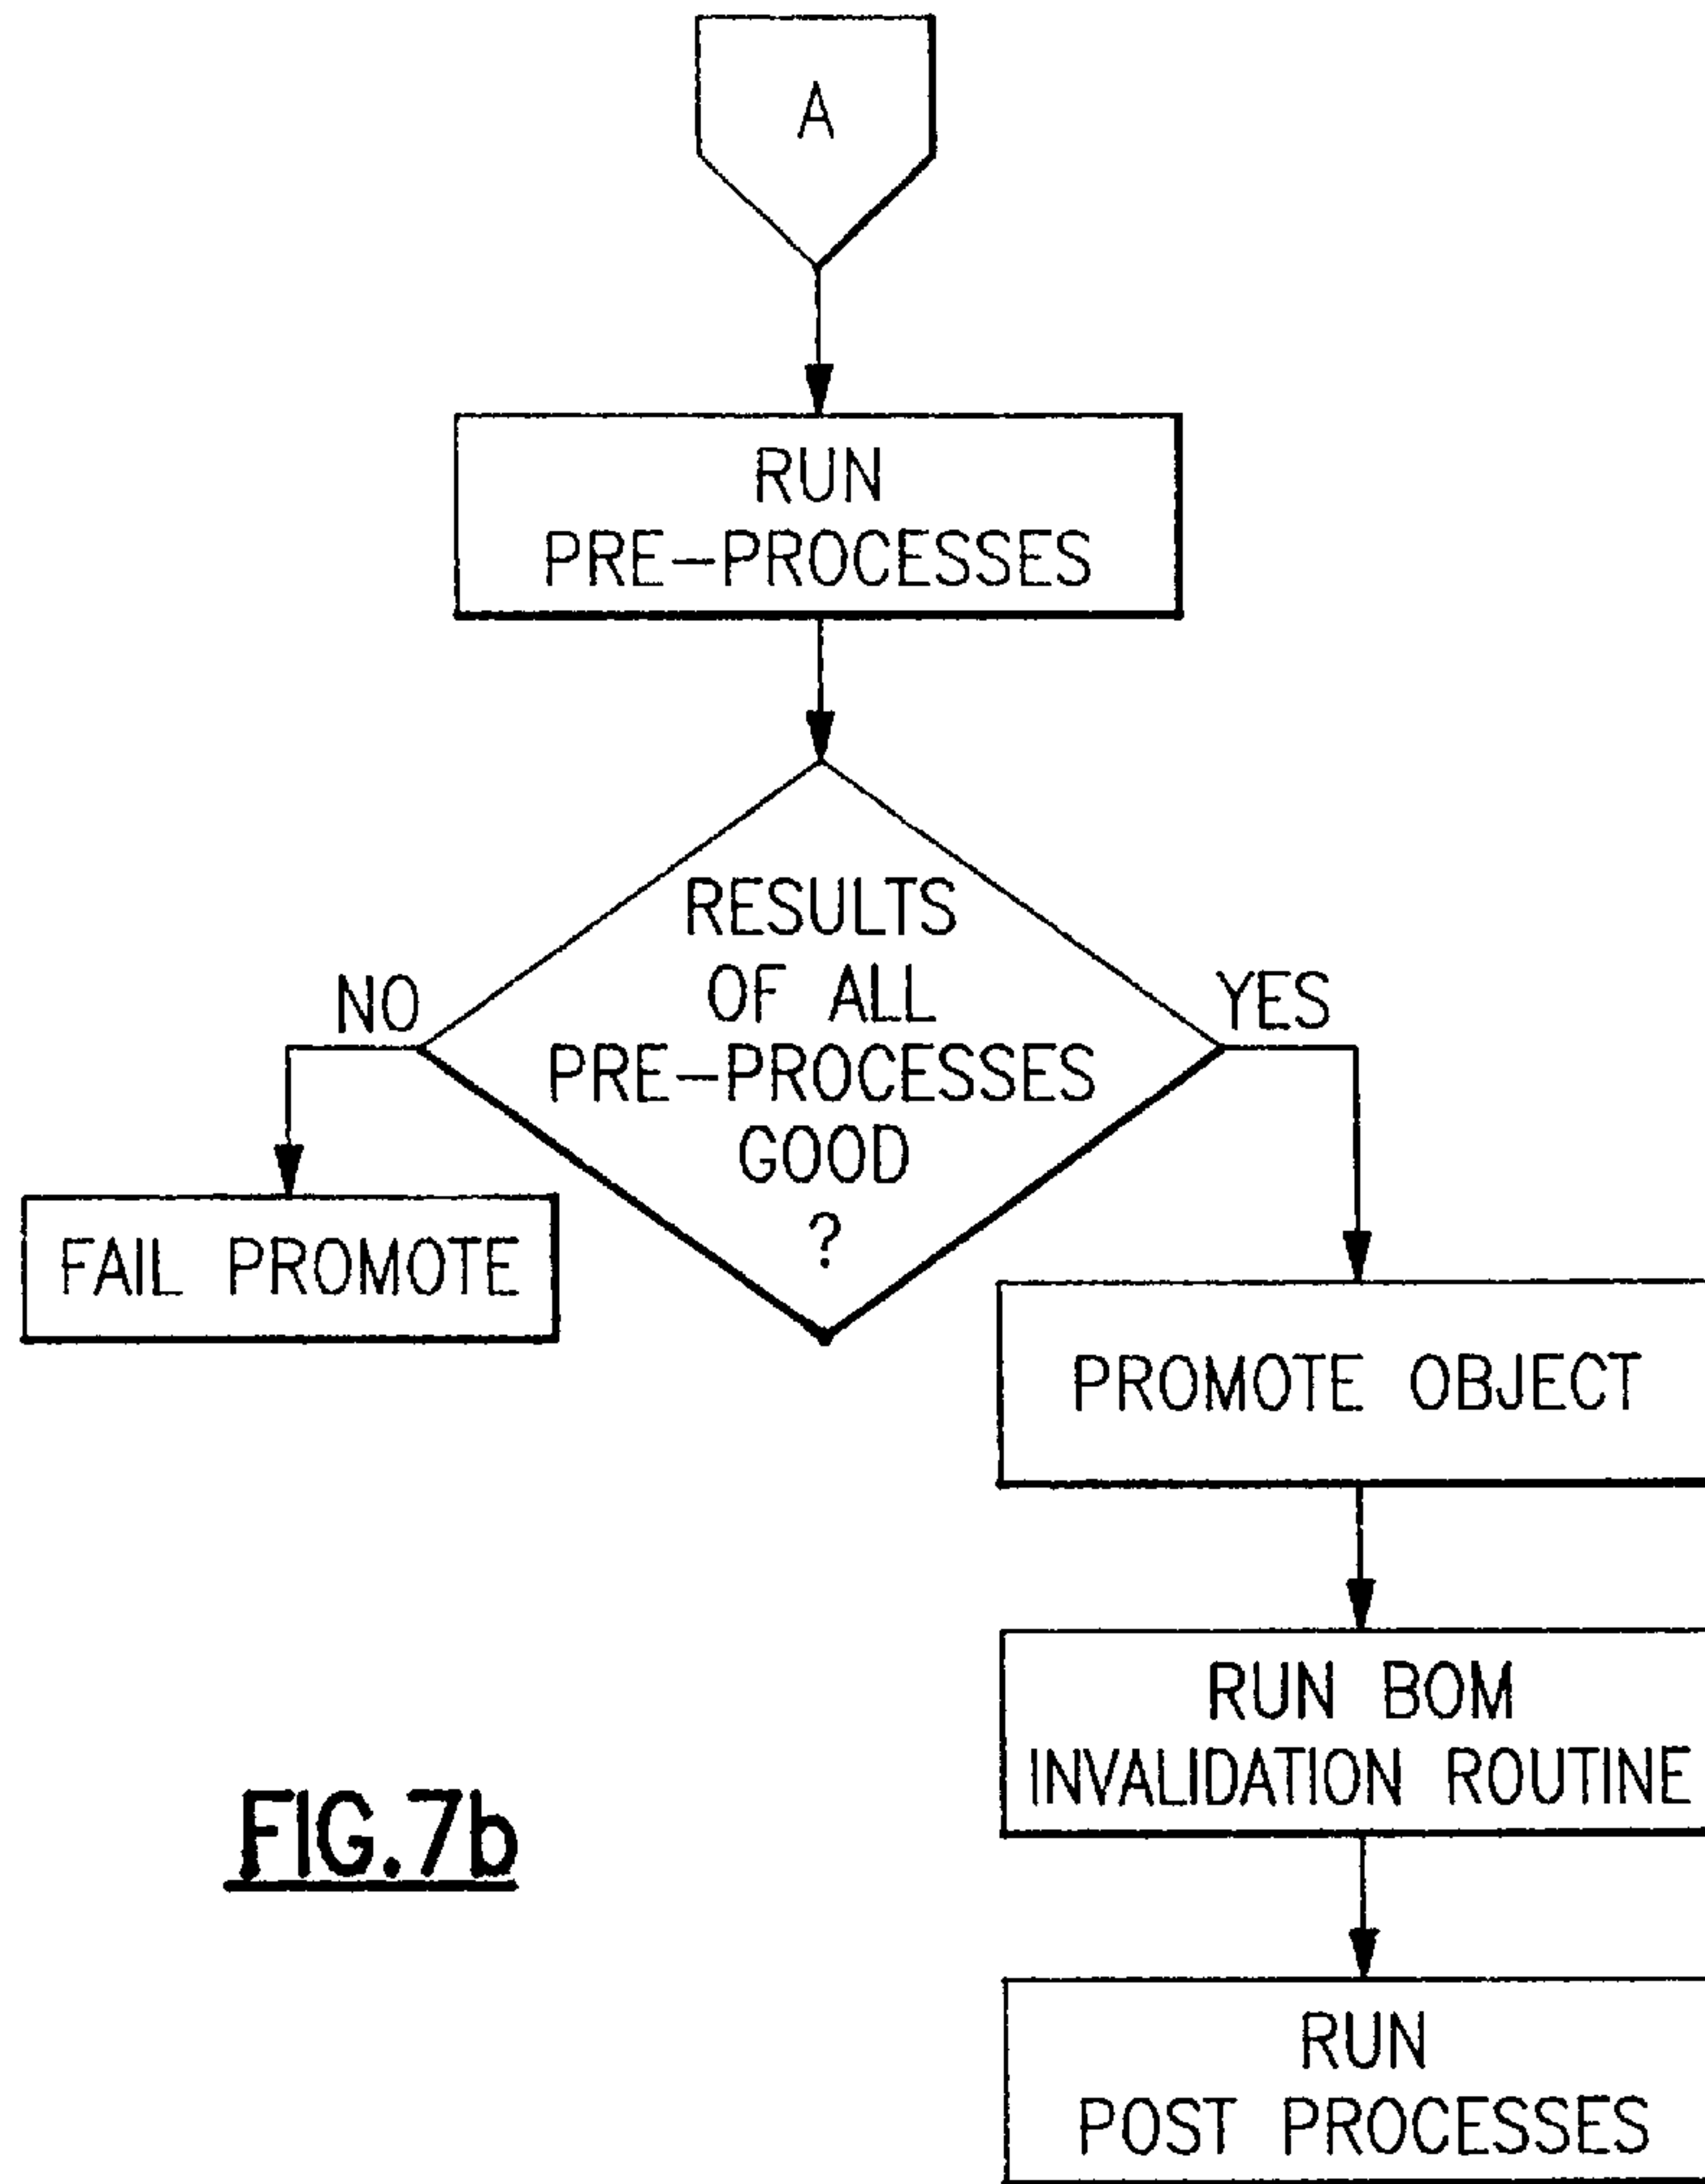 A
RUN
PRE-PROCESSES
RESULTS
OF ALL
PRE-PROCESSES
GOOD
?
NO
YES
FAIL PROMOTE
PROMOTE OBJECT
RUN BOM
INVALIDATION ROUTINE
RUN
POST PROCESSES
FIG.7b